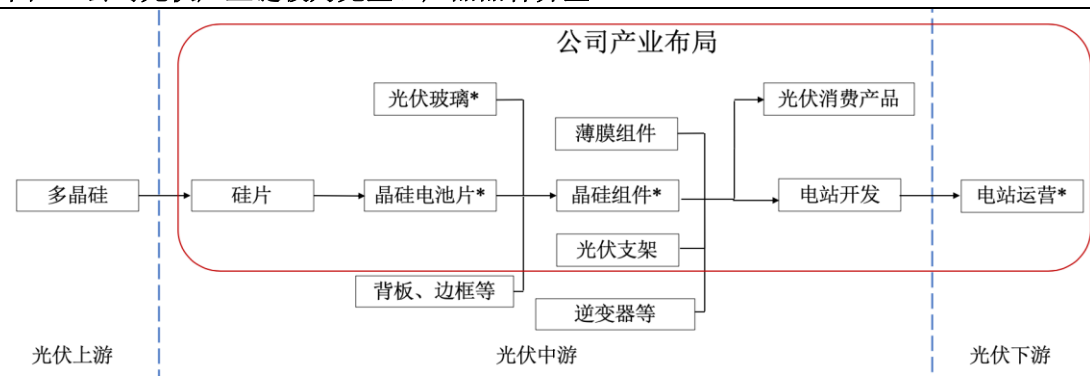 公司产业布局
光伏玻璃*
光伏消费产品
薄膜组件
多晶硅
硅片
晶硅电池片*
晶硅组件*
电站开发
电站运营*
光伏支架
背板、边框等
逆变器等
光伏上游
光伏中游
光伏下游